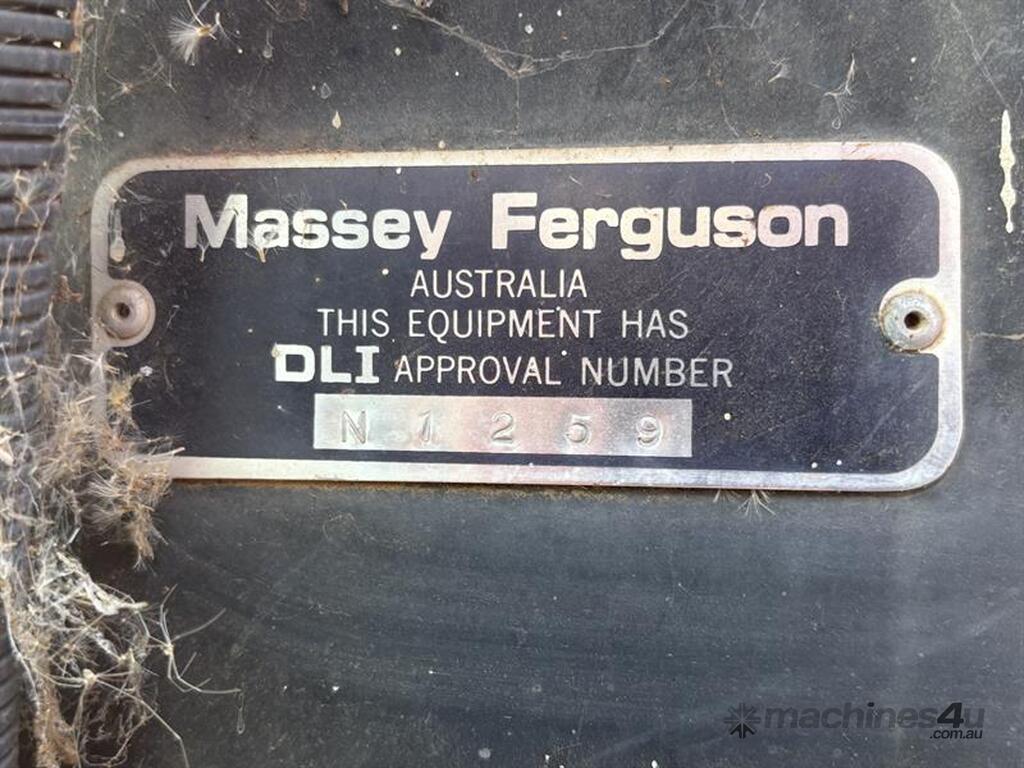 Massey Ferguson
AUSTRALIA
THIS EQUIPMENT HAS
DLI APPROVAL NUMBER
N 1 2 5 9
machines4u
.com.au